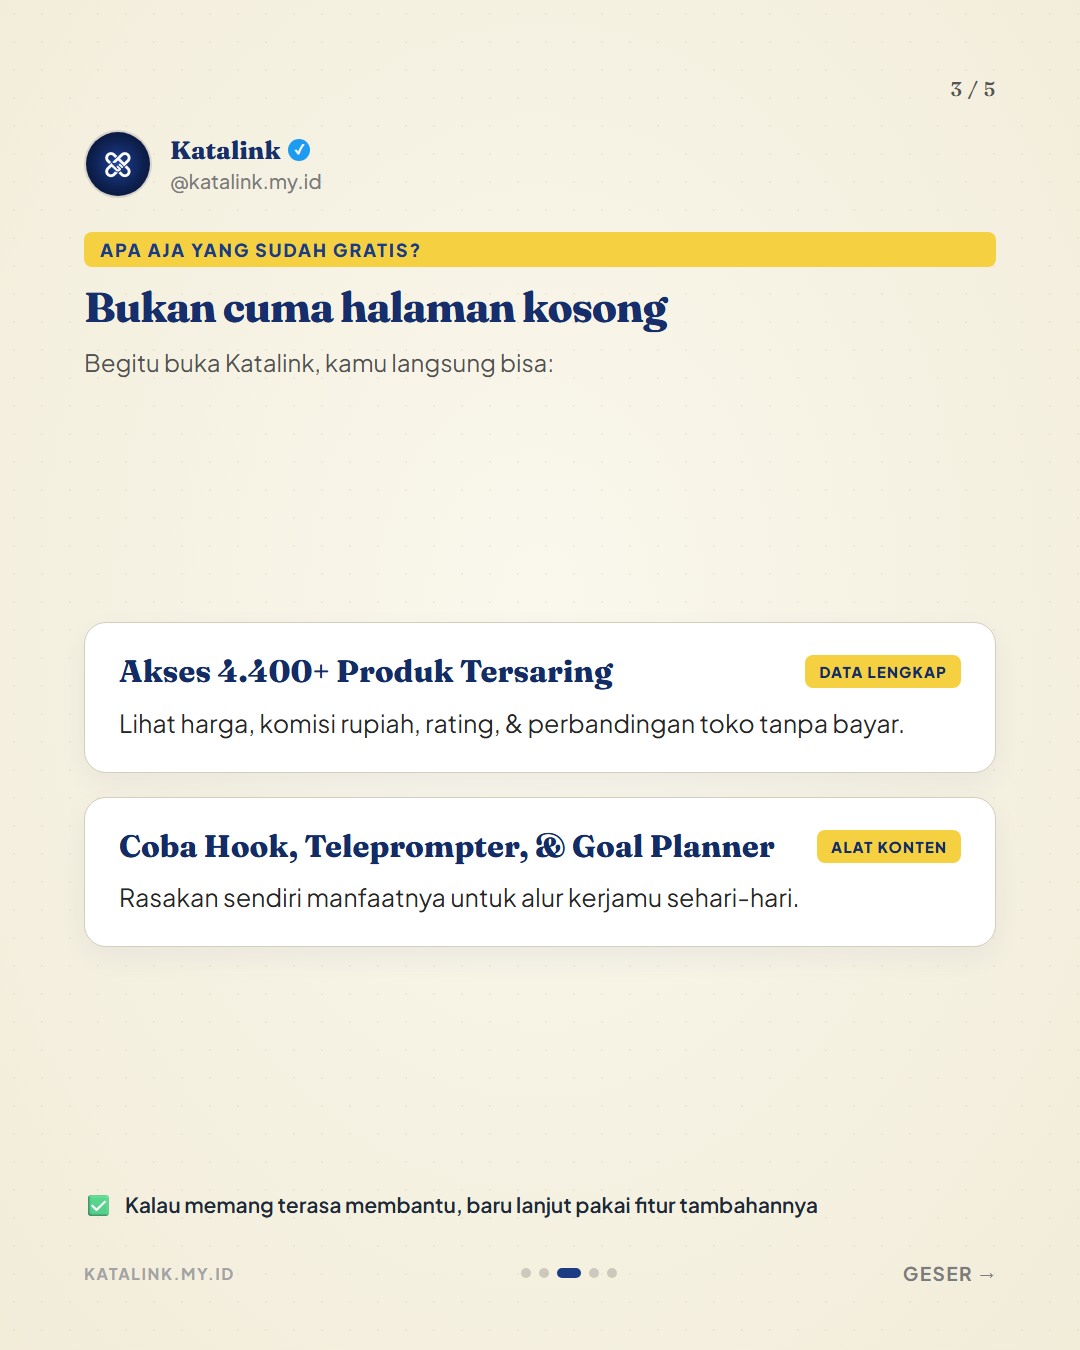 3 / 5
Katalink
@katalink.my.id
APA AJA YANG SUDAH GRATIS?
Bukan cuma halaman kosong
Begitu buka Katalink, kamu langsung bisa:
Akses 4.400+ Produk Tersaring
DATA LENGKAP
Lihat harga, komisi rupiah, rating, & perbandingan toko tanpa bayar.
Coba Hook, Teleprompter, & Goal Planner
ALAT KONTEN
Rasakan sendiri manfaatnya untuk alur kerjamu sehari-hari.
✅ Kalau memang terasa membantu, baru lanjut pakai fitur tambahannya
KATALINK.MY.ID
GESER →